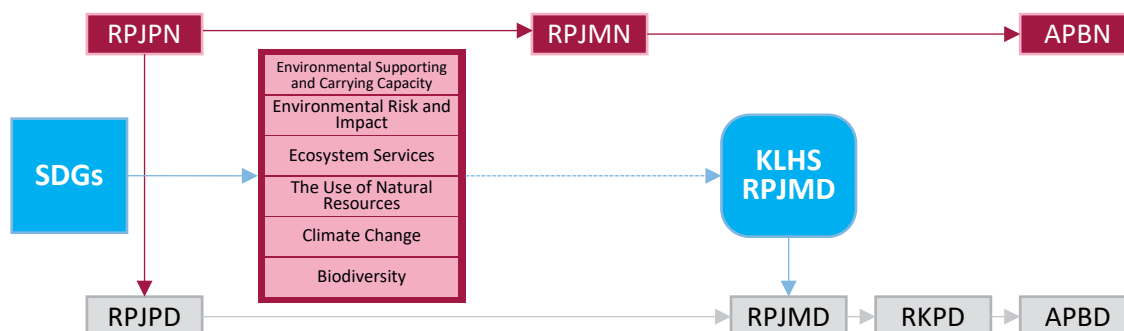 RPJPN
RPJMN
APBN
Environmental Supporting
and Carrying Capacity
Environmental Risk and
Impact
Ecosystem Services
The Use of Natural
Resources
Climate Change
Biodiversity
SDGs
KLHS
RPJMD
RPJPD
RPJMD
RKPD
APBD